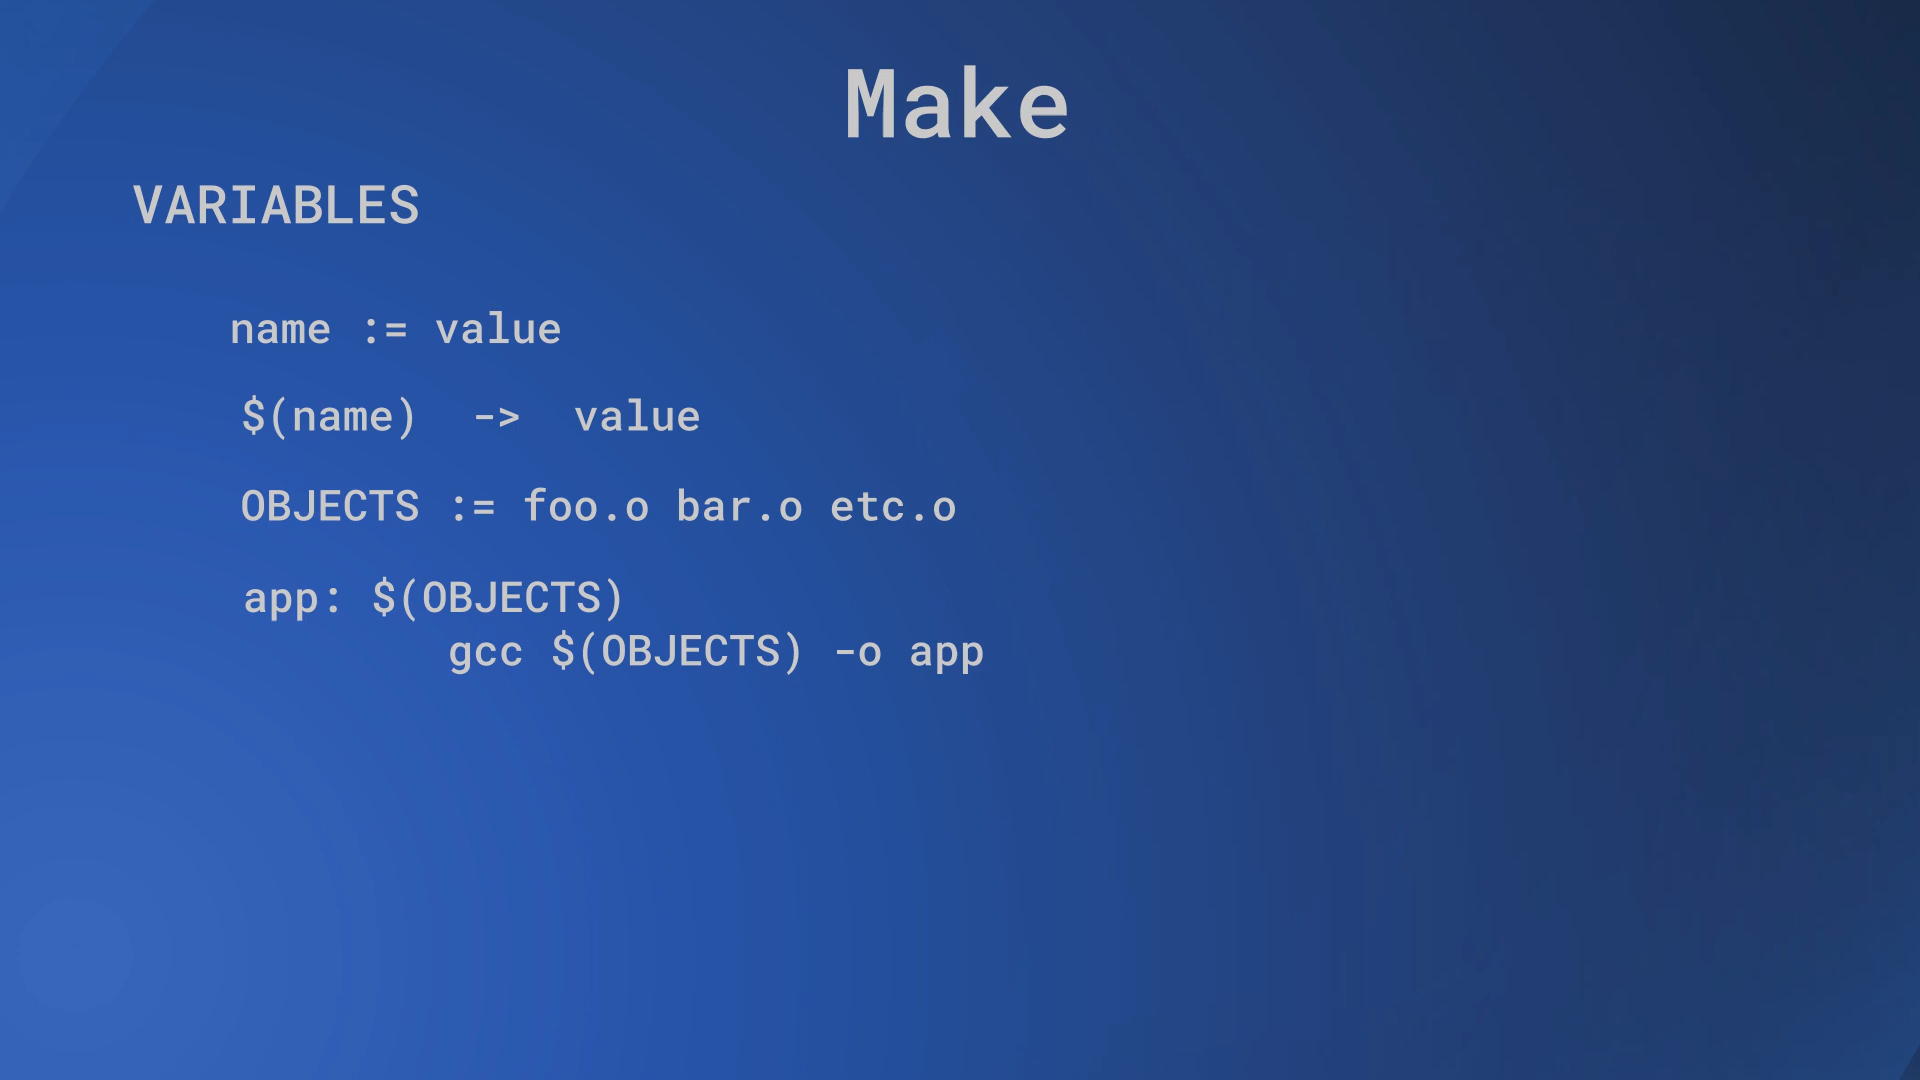 Make
VARIABLES
name := value
$(name)  ->  value
OBJECTS := foo.o bar.o etc.o
app: $(OBJECTS)
        gcc $(OBJECTS) -o app